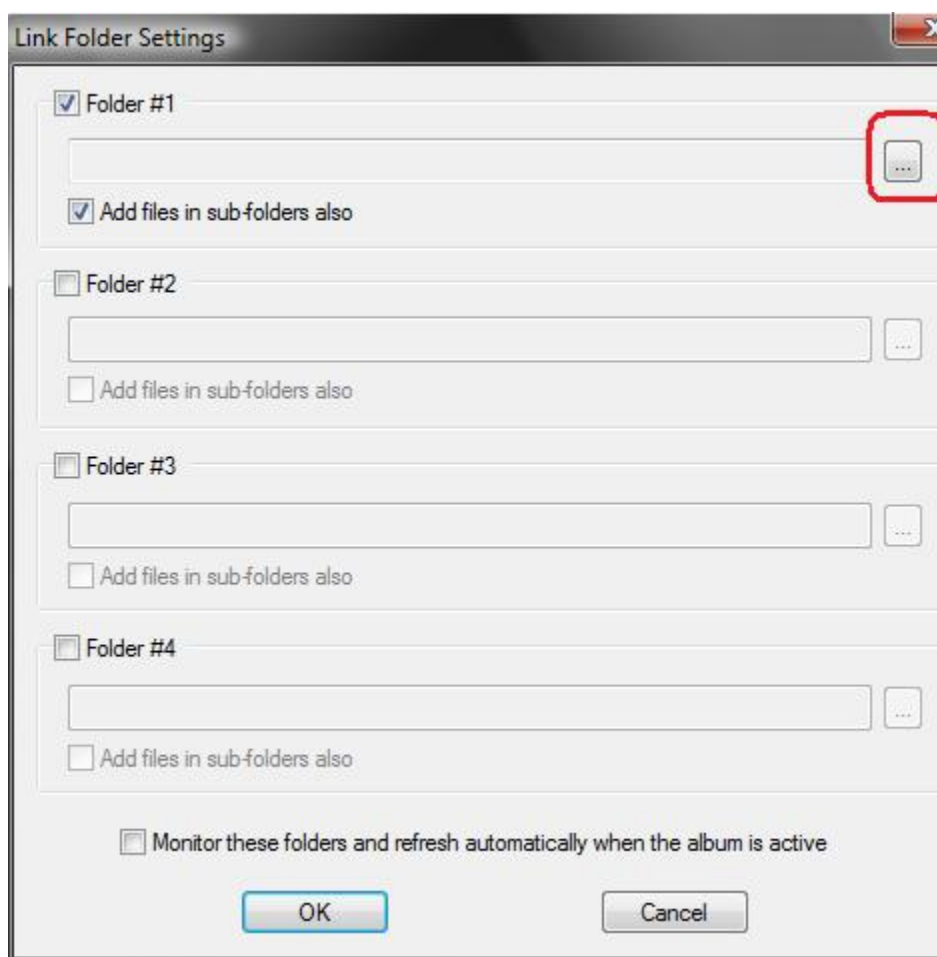 Link Folder Settings
Folder #1
...
Add files in sub-folders also
Folder #2
...
Add files in sub-folders also
Folder #3
...
Add files in sub-folders also
Folder #4
...
Add files in sub-folders also
Monitor these folders and refresh automatically when the album is active
OK Cancel